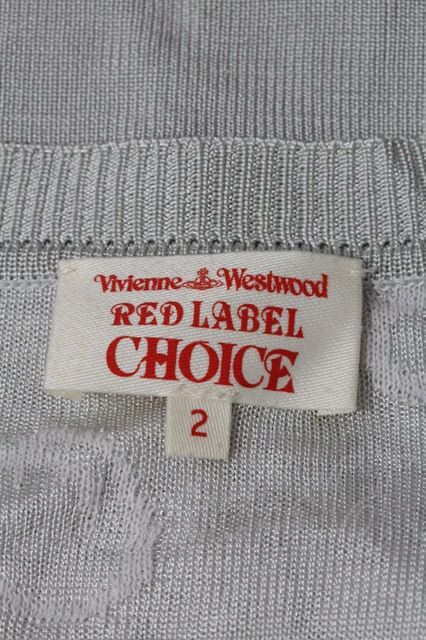 Vivienne Westwood
RED LABEL
CHOICE
2